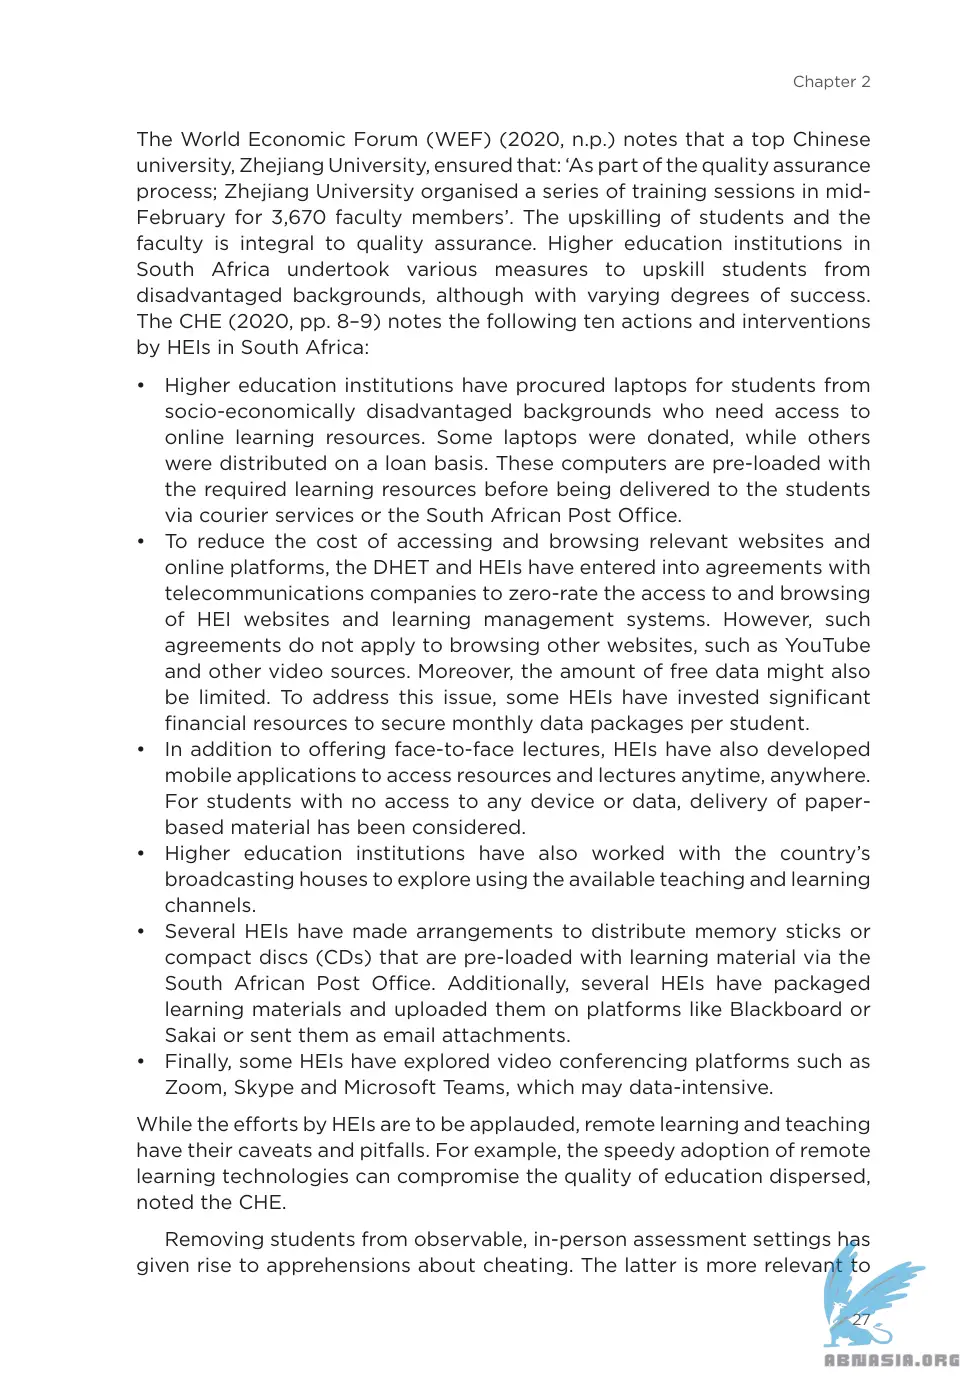 Chapter 2
The World Economic Forum (WEF) (2020, n.p.) notes that a top Chinese
university, Zhejiang University, ensured that: ‘As part of the quality assurance
process; Zhejiang University organised a series of training sessions in mid-
February for 3,670 faculty members’. The upskilling of students and the
faculty is integral to quality assurance. Higher education institutions in
South Africa undertook various measures to upskill students from
disadvantaged backgrounds, although with varying degrees of success.
The CHE (2020, pp. 8–9) notes the following ten actions and interventions
by HEIs in South Africa:
• Higher education institutions have procured laptops for students from
socio-economically disadvantaged backgrounds who need access to
online learning resources. Some laptops were donated, while others
were distributed on a loan basis. These computers are pre-loaded with
the required learning resources before being delivered to the students
via courier services or the South African Post Office.
• To reduce the cost of accessing and browsing relevant websites and
online platforms, the DHET and HEIs have entered into agreements with
telecommunications companies to zero-rate the access to and browsing
of HEI websites and learning management systems. However, such
agreements do not apply to browsing other websites, such as YouTube
and other video sources. Moreover, the amount of free data might also
be limited. To address this issue, some HEIs have invested significant
financial resources to secure monthly data packages per student.
• In addition to offering face-to-face lectures, HEIs have also developed
mobile applications to access resources and lectures anytime, anywhere.
For students with no access to any device or data, delivery of paper-
based material has been considered.
• Higher education institutions have also worked with the country’s
broadcasting houses to explore using the available teaching and learning
channels.
• Several HEIs have made arrangements to distribute memory sticks or
compact discs (CDs) that are pre-loaded with learning material via the
South African Post Office. Additionally, several HEIs have packaged
learning materials and uploaded them on platforms like Blackboard or
Sakai or sent them as email attachments.
• Finally, some HEIs have explored video conferencing platforms such as
Zoom, Skype and Microsoft Teams, which may data-intensive.
While the efforts by HEIs are to be applauded, remote learning and teaching
have their caveats and pitfalls. For example, the speedy adoption of remote
learning technologies can compromise the quality of education dispersed,
noted the CHE.
Removing students from observable, in-person assessment settings has
given rise to apprehensions about cheating. The latter is more relevant to
27
ABNASIA.ORG